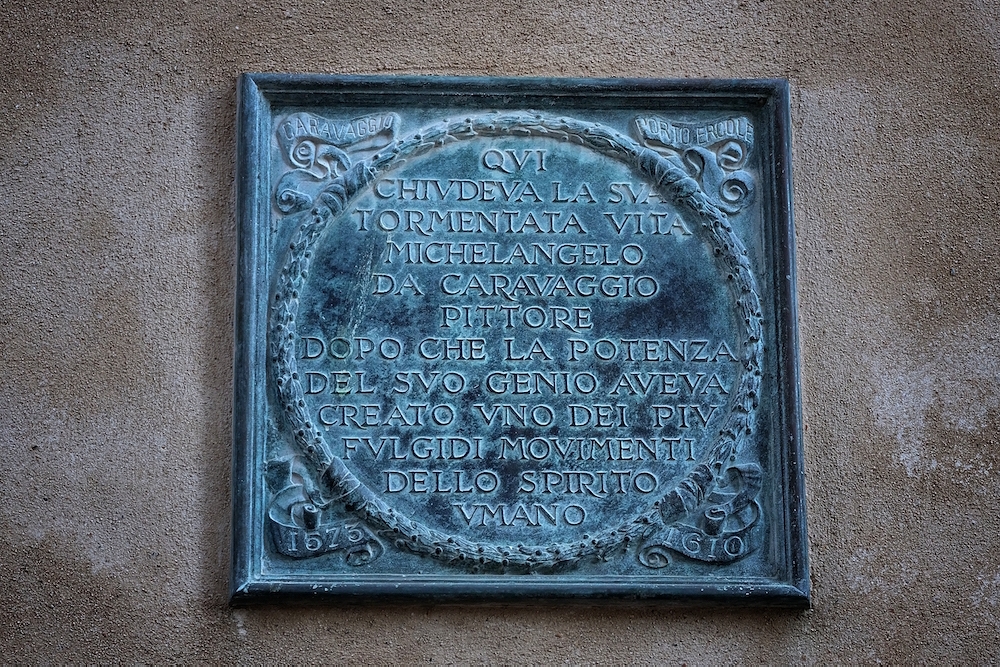 CARAVAGGIO
PORTO ERCOLE
QVI
CHIVDEVA LA SVA
TORMENTATA VITA
MICHELANGELO
DA CARAVAGGIO
PITTORE
DOPO CHE LA POTENZA
DEL SVO GENIO AVEVA
CREATO VNO DEI PIV
FVLGIDI MOVIMENTI
DELLO SPIRITO
VMANO
1573
1610